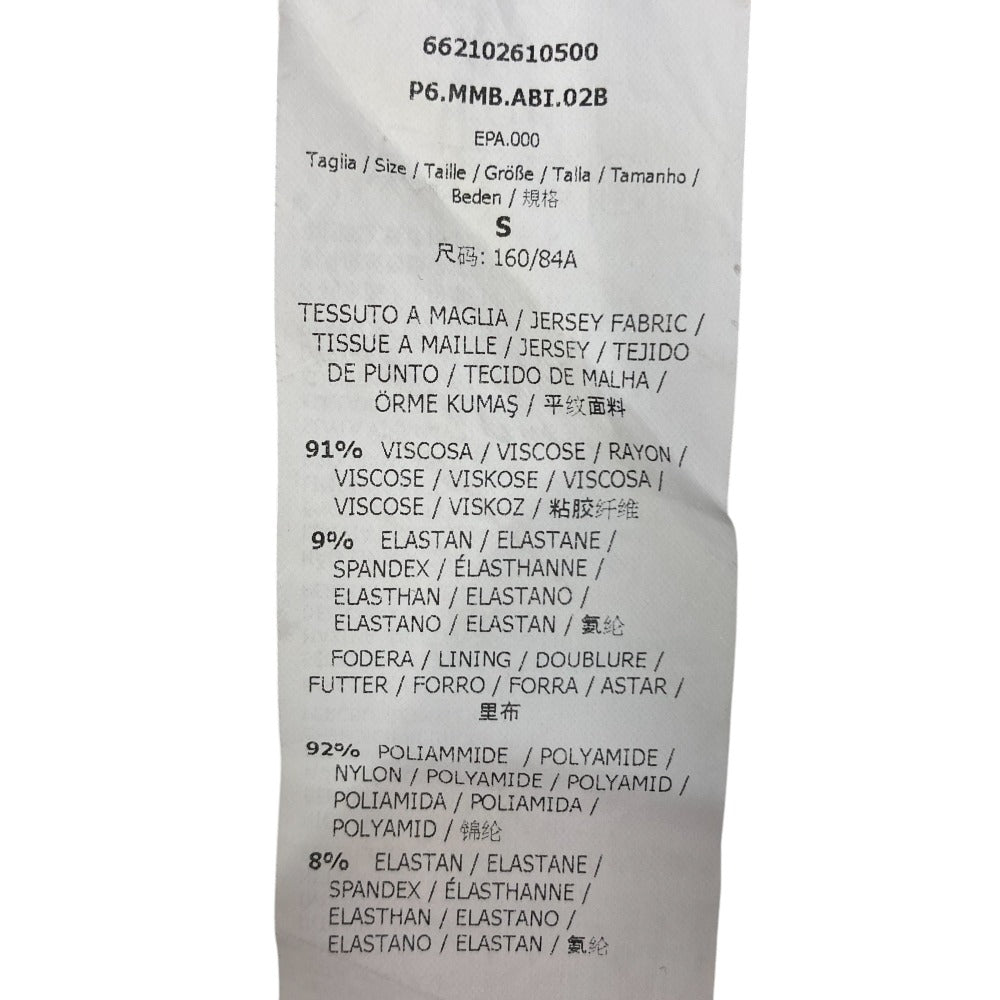 662102610500
P6.MMB.ABI.02B
EPA.000
Taglia / Size / Taille / Größe / Talla / Tamanho /
Beden / 規格
S
尺码: 160/84A
TESSUTO A MAGLIA / JERSEY FABRIC /
TISSUE A MAILLE / JERSEY / TEJIDO
DE PUNTO / TECIDO DE MALHA /
ÖRME KUMAŞ / 平纹面料
91% VISCOSA / VISCOSE / RAYON /
VISCOSE / VISKOSE / VISCOSA /
VISCOSE / VISKOZ / 粘胶纤维
9% ELASTAN / ELASTANE /
SPANDEX / ÉLASTHANNE /
ELASTHAN / ELASTANO /
ELASTANO / ELASTAN / 氨纶
FODERA / LINING / DOUBLURE /
FUTTER / FORRO / FORRA / ASTAR /
里布
92% POLIAMMIDE / POLYAMIDE /
NYLON / POLYAMIDE / POLYAMID /
POLIAMIDA / POLIAMIDA /
POLYAMID / 锦纶
8% ELASTAN / ELASTANE /
SPANDEX / ÉLASTHANNE /
ELASTHAN / ELASTANO /
ELASTANO / ELASTAN / 氨纶